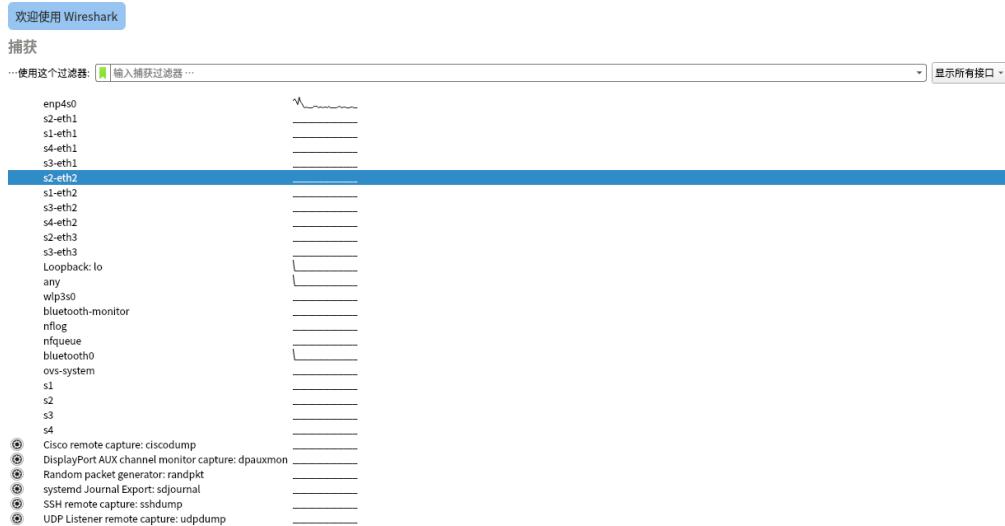 欢迎使用 Wireshark
捕获
…使用这个过滤器: 输入捕获过滤器 … 显示所有接口
enp4s0
s2-eth1
s1-eth1
s4-eth1
s3-eth1
s2-eth2
s1-eth2
s3-eth2
s4-eth2
s2-eth3
s3-eth3
Loopback: lo
any
wlp3s0
bluetooth-monitor
nflog
nfqueue
bluetooth0
ovs-system
s1
s2
s3
s4
Cisco remote capture: ciscodump
DisplayPort AUX channel monitor capture: dpauxmon
Random packet generator: randpkt
systemd Journal Export: sdjournal
SSH remote capture: sshdump
UDP Listener remote capture: udpdump